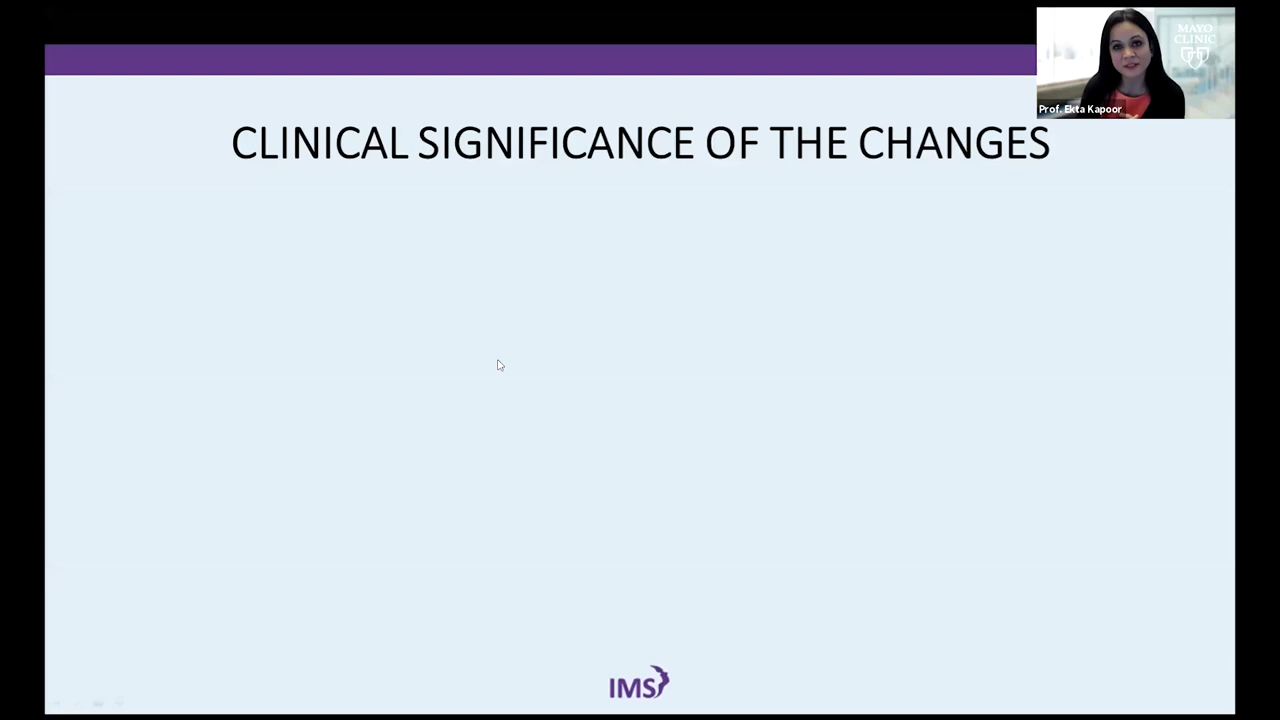 MAYO
CLINIC
Prof. Ekta Kapoor
CLINICAL SIGNIFICANCE OF THE CHANGES
IMS